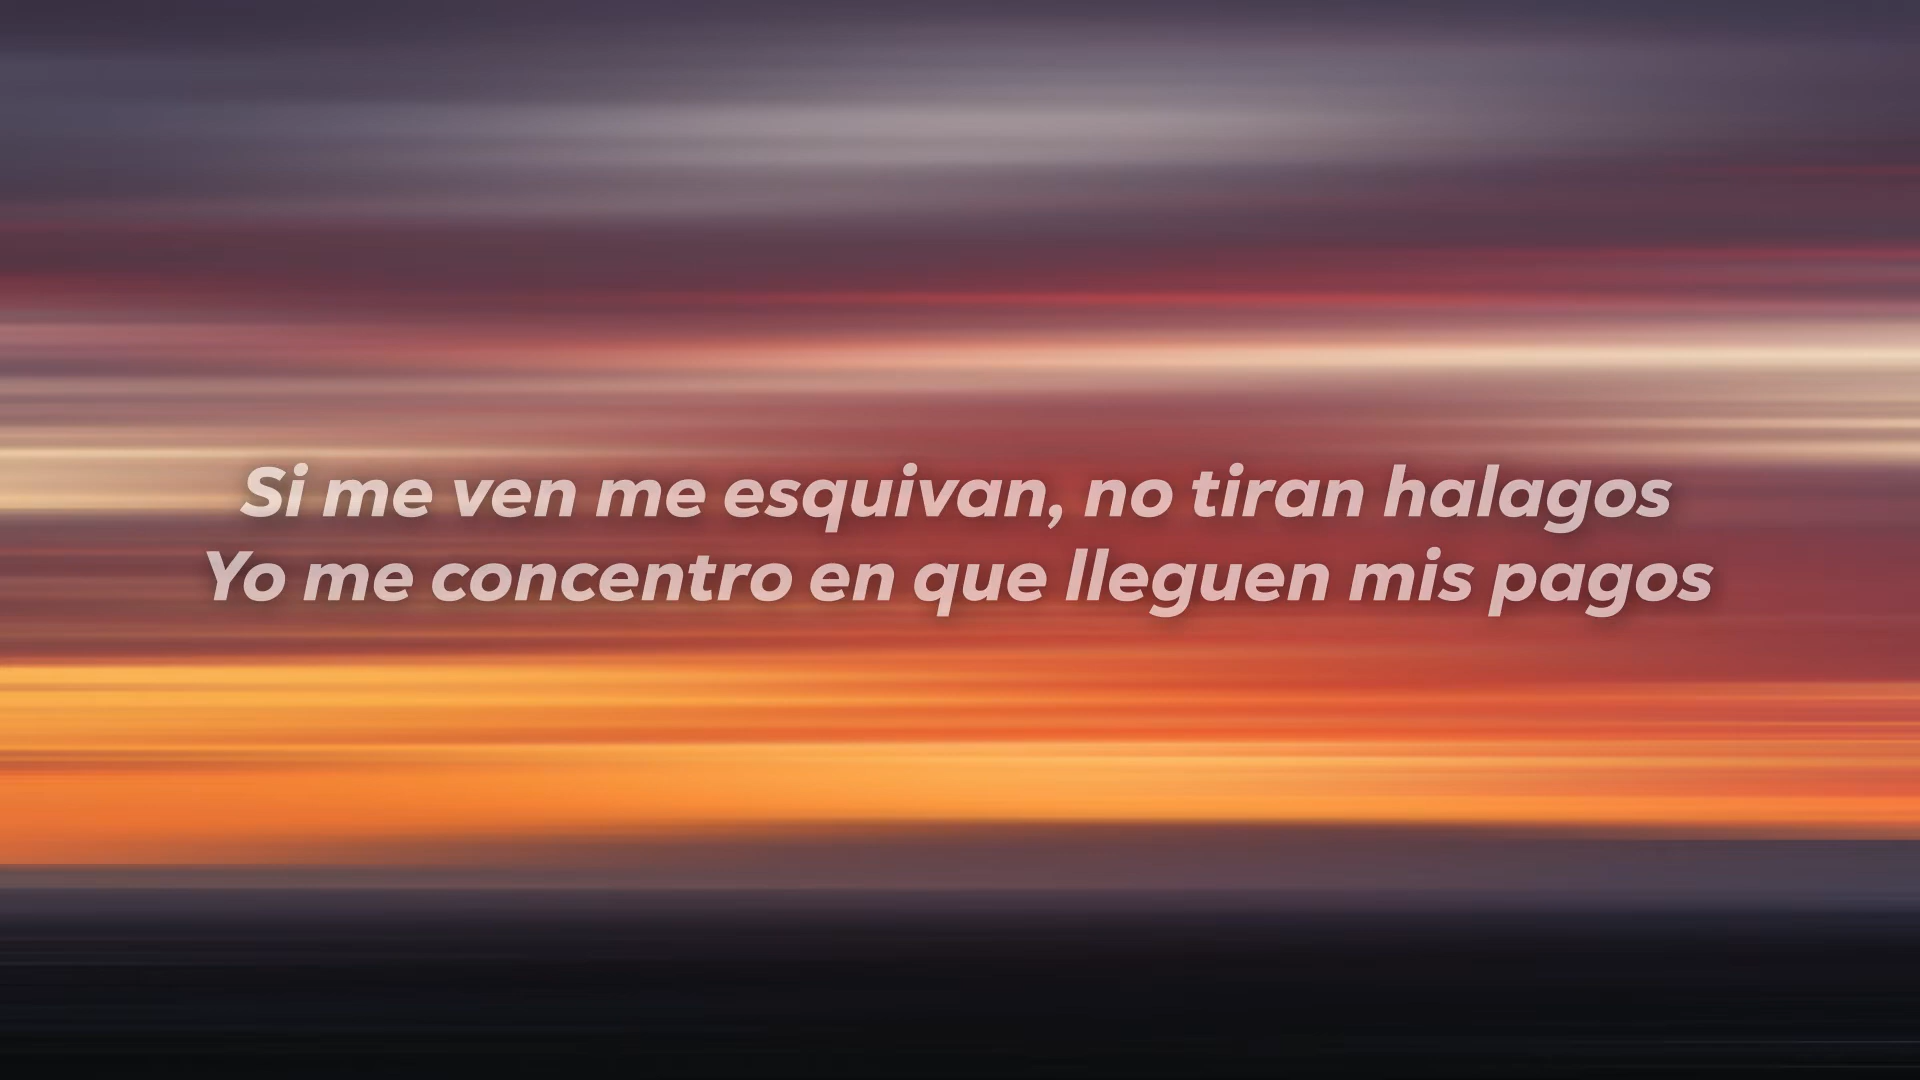 Si me ven me esquivan, no tiran halagos
Yo me concentro en que lleguen mis pagos